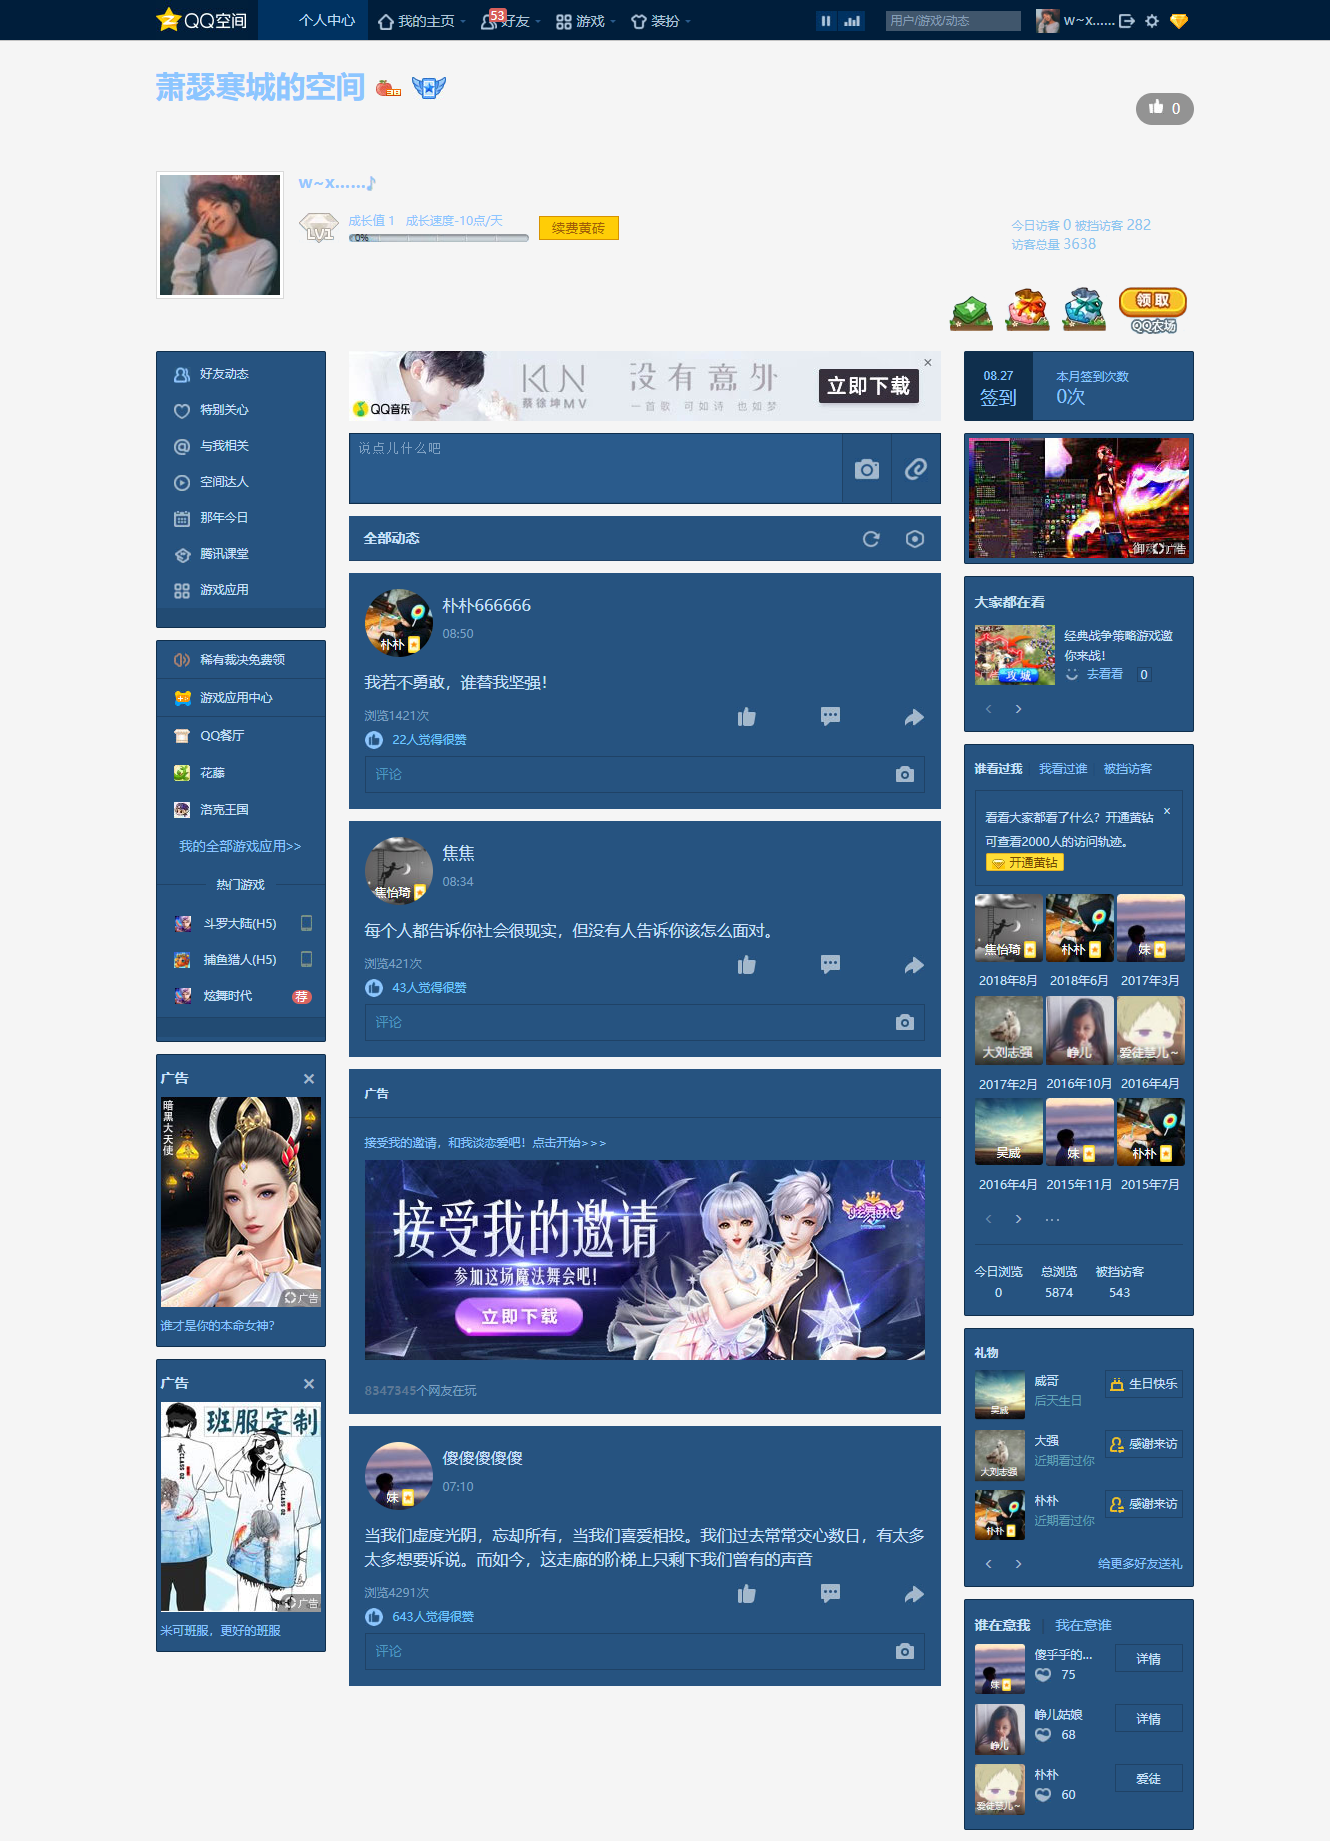 QQ空间
个人中心
我的主页
53
好友
游戏
装扮
用户/游戏/动态
w~x......
萧瑟寒城的空间
0
w~x......♪
LV1
成长值 1 成长速度-10点/天
0%
续费黄砖
今日访客 0 被挡访客 282
访客总量 3638
领取
QQ农场
好友动态
特别关心
与我相关
空间达人
那年今日
腾讯课堂
游戏应用
稀有裁决免费领
游戏应用中心
QQ餐厅
花藤
洛克王国
我的全部游戏应用>>
热门游戏
斗罗大陆(H5)
捕鱼猎人(H5)
炫舞时代
荐
广告
暗黑大天使
广告
谁才是你的本命女神?
广告
班服定制
广告
米可班服，更好的班服
QQ音乐
KUN
蔡徐坤MV
没有意外
一首歌 可如诗 也如梦
立即下载
说点儿什么吧
全部动态
朴朴
朴朴666666
08:50
我若不勇敢，谁替我坚强！
浏览1421次
22人觉得很赞
评论
焦怡琦
焦焦
08:34
每个人都告诉你社会很现实，但没有人告诉你该怎么面对。
浏览421次
43人觉得很赞
评论
广告
接受我的邀请，和我谈恋爱吧！点击开始>>>
接受我的邀请
参加这场魔法舞会吧!
立即下载
炫舞时代
8347345个网友在玩
妹
傻傻傻傻傻
07:10
当我们虚度光阴，忘却所有，当我们喜爱相投。我们过去常常交心数日，有太多
太多想要诉说。而如今，这走廊的阶梯上只剩下我们曾有的声音
浏览4291次
643人觉得很赞
评论
08.27
签到
本月签到次数
0次
广告
大家都在看
广告
攻城
经典战争策略游戏邀
你来战！
去看看 0
谁看过我 我看过谁 被挡访客
看看大家都看了什么？开通黄钻
可查看2000人的访问轨迹。
开通黄钻
焦怡琦 朴朴 妹
2018年8月 2018年6月 2017年3月
大刘志强 峥儿 爱徒慧儿~
2017年2月 2016年10月 2016年4月
吴威 妹 朴朴
2016年4月 2015年11月 2015年7月
...
今日浏览 总浏览 被挡访客
0 5874 543
礼物
吴威
威哥
后天生日
生日快乐
大刘志强
大强
近期看过你
感谢来访
朴朴
朴朴
近期看过你
感谢来访
给更多好友送礼
谁在意我 我在意谁
妹
傻乎乎的...
75
详情
峥儿
峥儿姑娘
68
详情
爱徒慧儿~
朴朴
60
爱徒